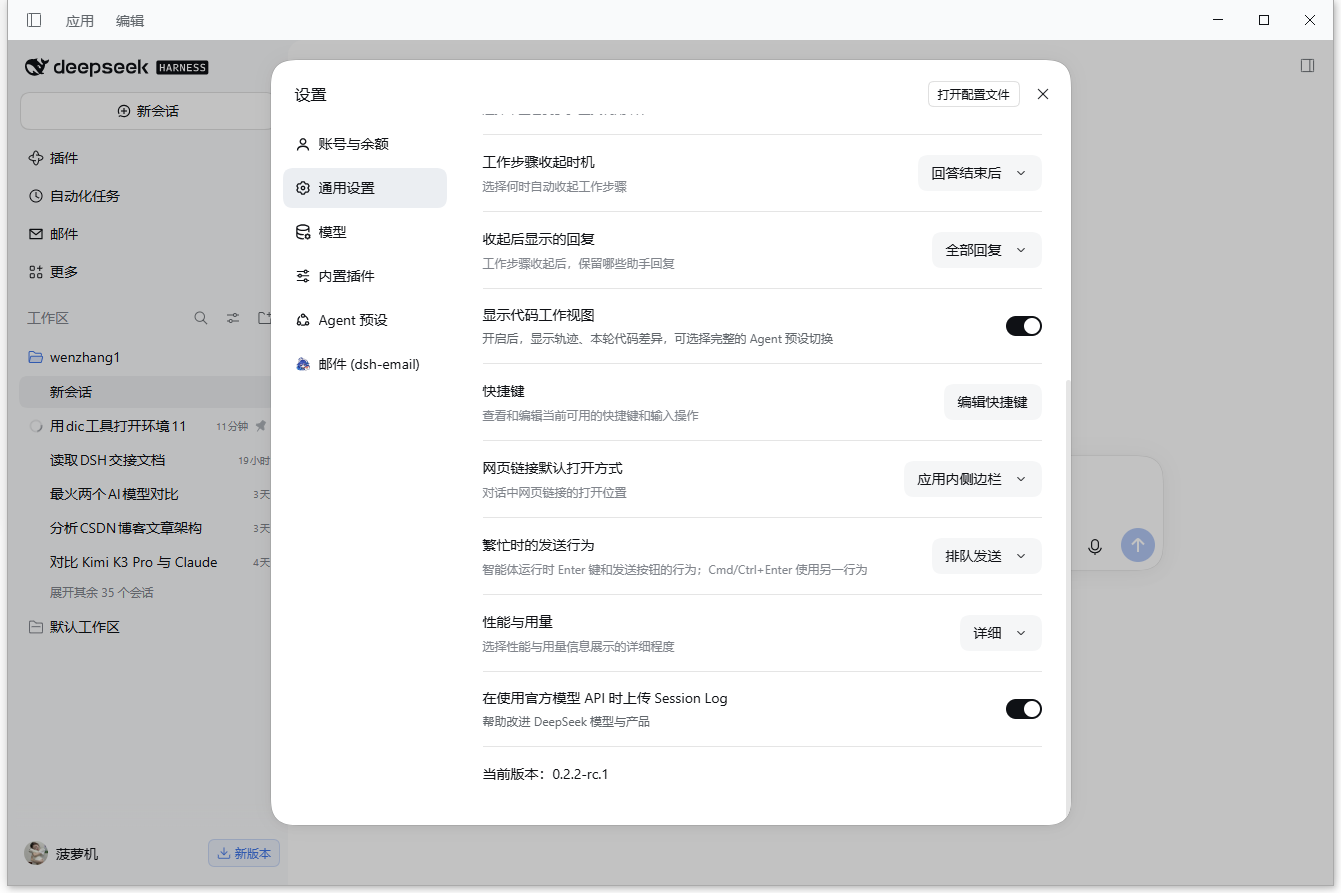 应用 编辑
deepseek HARNESS
新会话
插件
自动化任务
邮件
更多
工作区
wenzhang1
新会话
用dic工具打开环境11 11分钟
读取DSH交接文档 19小时
最火两个AI模型对比 3天
分析CSDN博客文章架构 3天
对比 Kimi K3 Pro 与 Claude 4天
展开其余 35 个会话
默认工作区
菠萝机 新版本
设置 打开配置文件
账号与余额
通用设置
模型
内置插件
Agent 预设
邮件 (dsh-email)
工作步骤收起时机 回答结束后
选择何时自动收起工作步骤
收起后显示的回复 全部回复
工作步骤收起后，保留哪些助手回复
显示代码工作视图
开启后，显示轨迹、本轮代码差异，可选择完整的 Agent 预设切换
快捷键 编辑快捷键
查看和编辑当前可用的快捷键和输入操作
网页链接默认打开方式 应用内侧边栏
对话中网页链接的打开位置
繁忙时的发送行为 排队发送
智能体运行时 Enter 键和发送按钮的行为；Cmd/Ctrl+Enter 使用另一行为
性能与用量 详细
选择性能与用量信息展示的详细程度
在使用官方模型 API 时上传 Session Log
帮助改进 DeepSeek 模型与产品
当前版本：0.2.2-rc.1